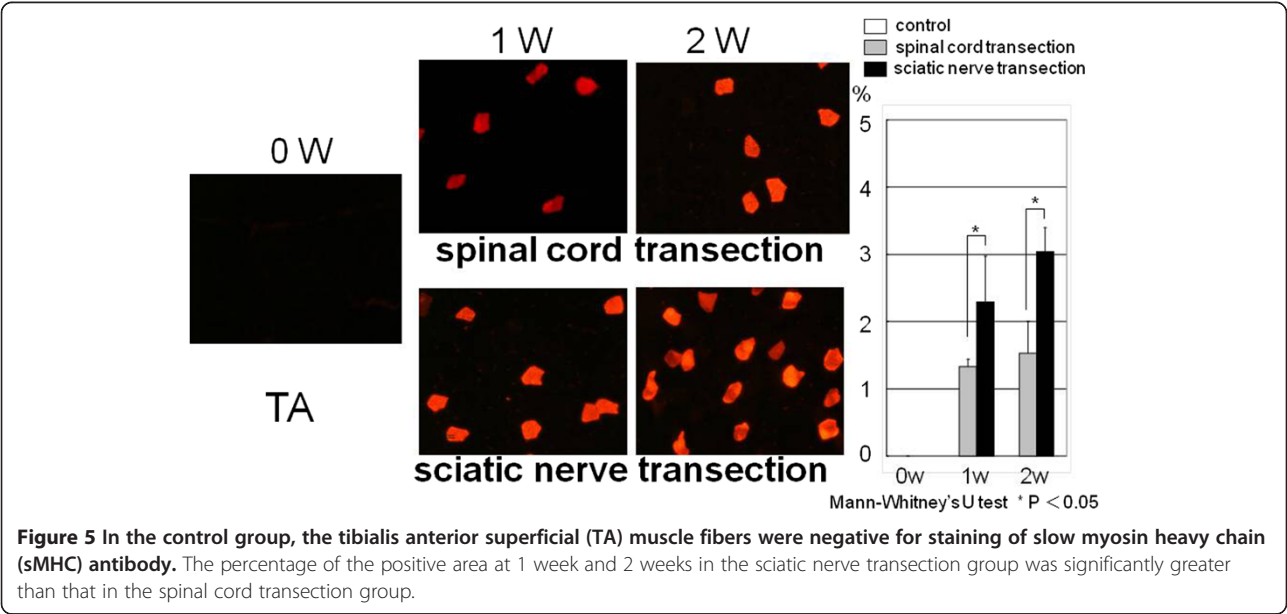 0 W
TA
1 W
2 W
spinal cord transection
sciatic nerve transection
control
spinal cord transection
sciatic nerve transection
%
5
4
3
2
1
0
*
*
0w 1w 2w
Mann-Whitney's U test * P < 0.05
Figure 5 In the control group, the tibialis anterior superficial (TA) muscle fibers were negative for staining of slow myosin heavy chain
(sMHC) antibody. The percentage of the positive area at 1 week and 2 weeks in the sciatic nerve transection group was significantly greater
than that in the spinal cord transection group.